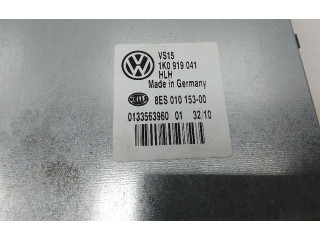 VS15
1K0 919 041
HLH
Made in Germany
8ES 010 153-00
0133563960 01 32/10